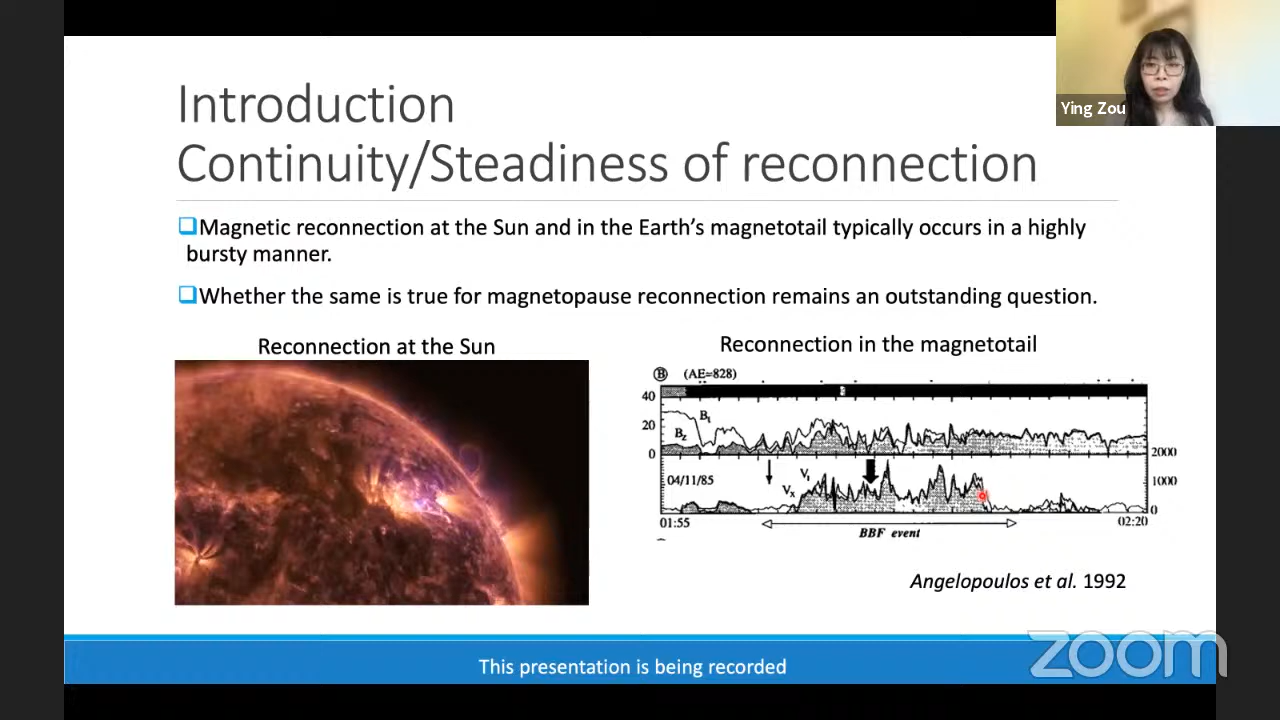 Introduction
Continuity/Steadiness of reconnection
Ying Zou
Magnetic reconnection at the Sun and in the Earth's magnetotail typically occurs in a highly
bursty manner.
Whether the same is true for magnetopause reconnection remains an outstanding question.
Reconnection at the Sun
Reconnection in the magnetotail
B (AE=828)
40
20
0
Bt
Bz
2000
1000
0
04/11/85
Vt
Vx
01:55
02:20
BBF event
Angelopoulos et al. 1992
This presentation is being recorded
zoom